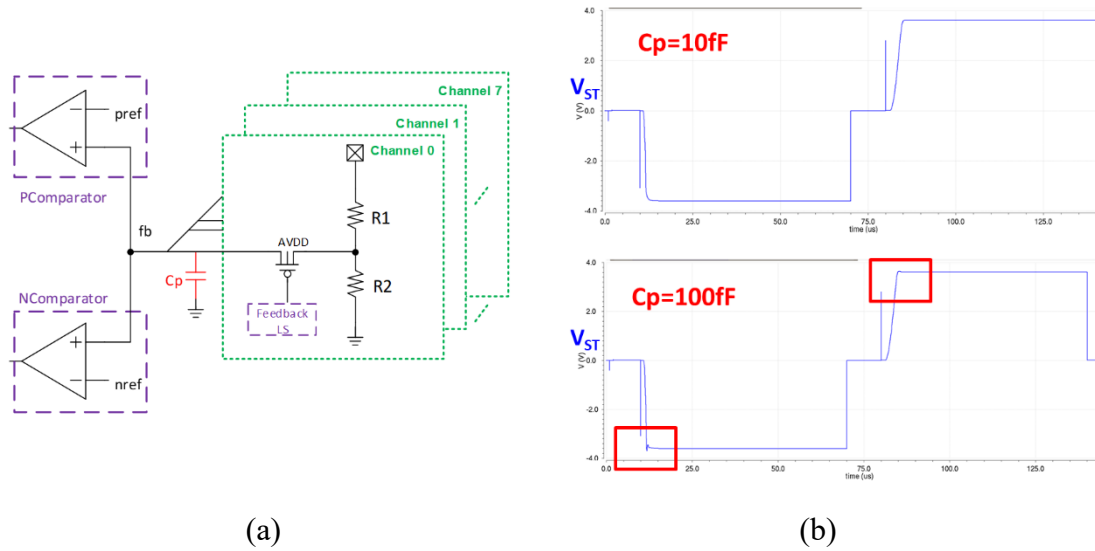 Channel 7
Channel 1
Channel 0
pref
+
PComparator
fb
Cp
AVDD
R1
R2
Feedback
LS
NComparator
+
nref
(a)
Cp=10fF
VST
V (V)
4.0
2.0
0.0
-2.0
-4.0
0.0 25.0 50.0 75.0 100.0 125.0
time (us)
Cp=100fF
VST
V (V)
4.0
2.0
0.0
-2.0
-4.0
0.0 25.0 50.0 75.0 100.0 125.0
time (us)
(b)